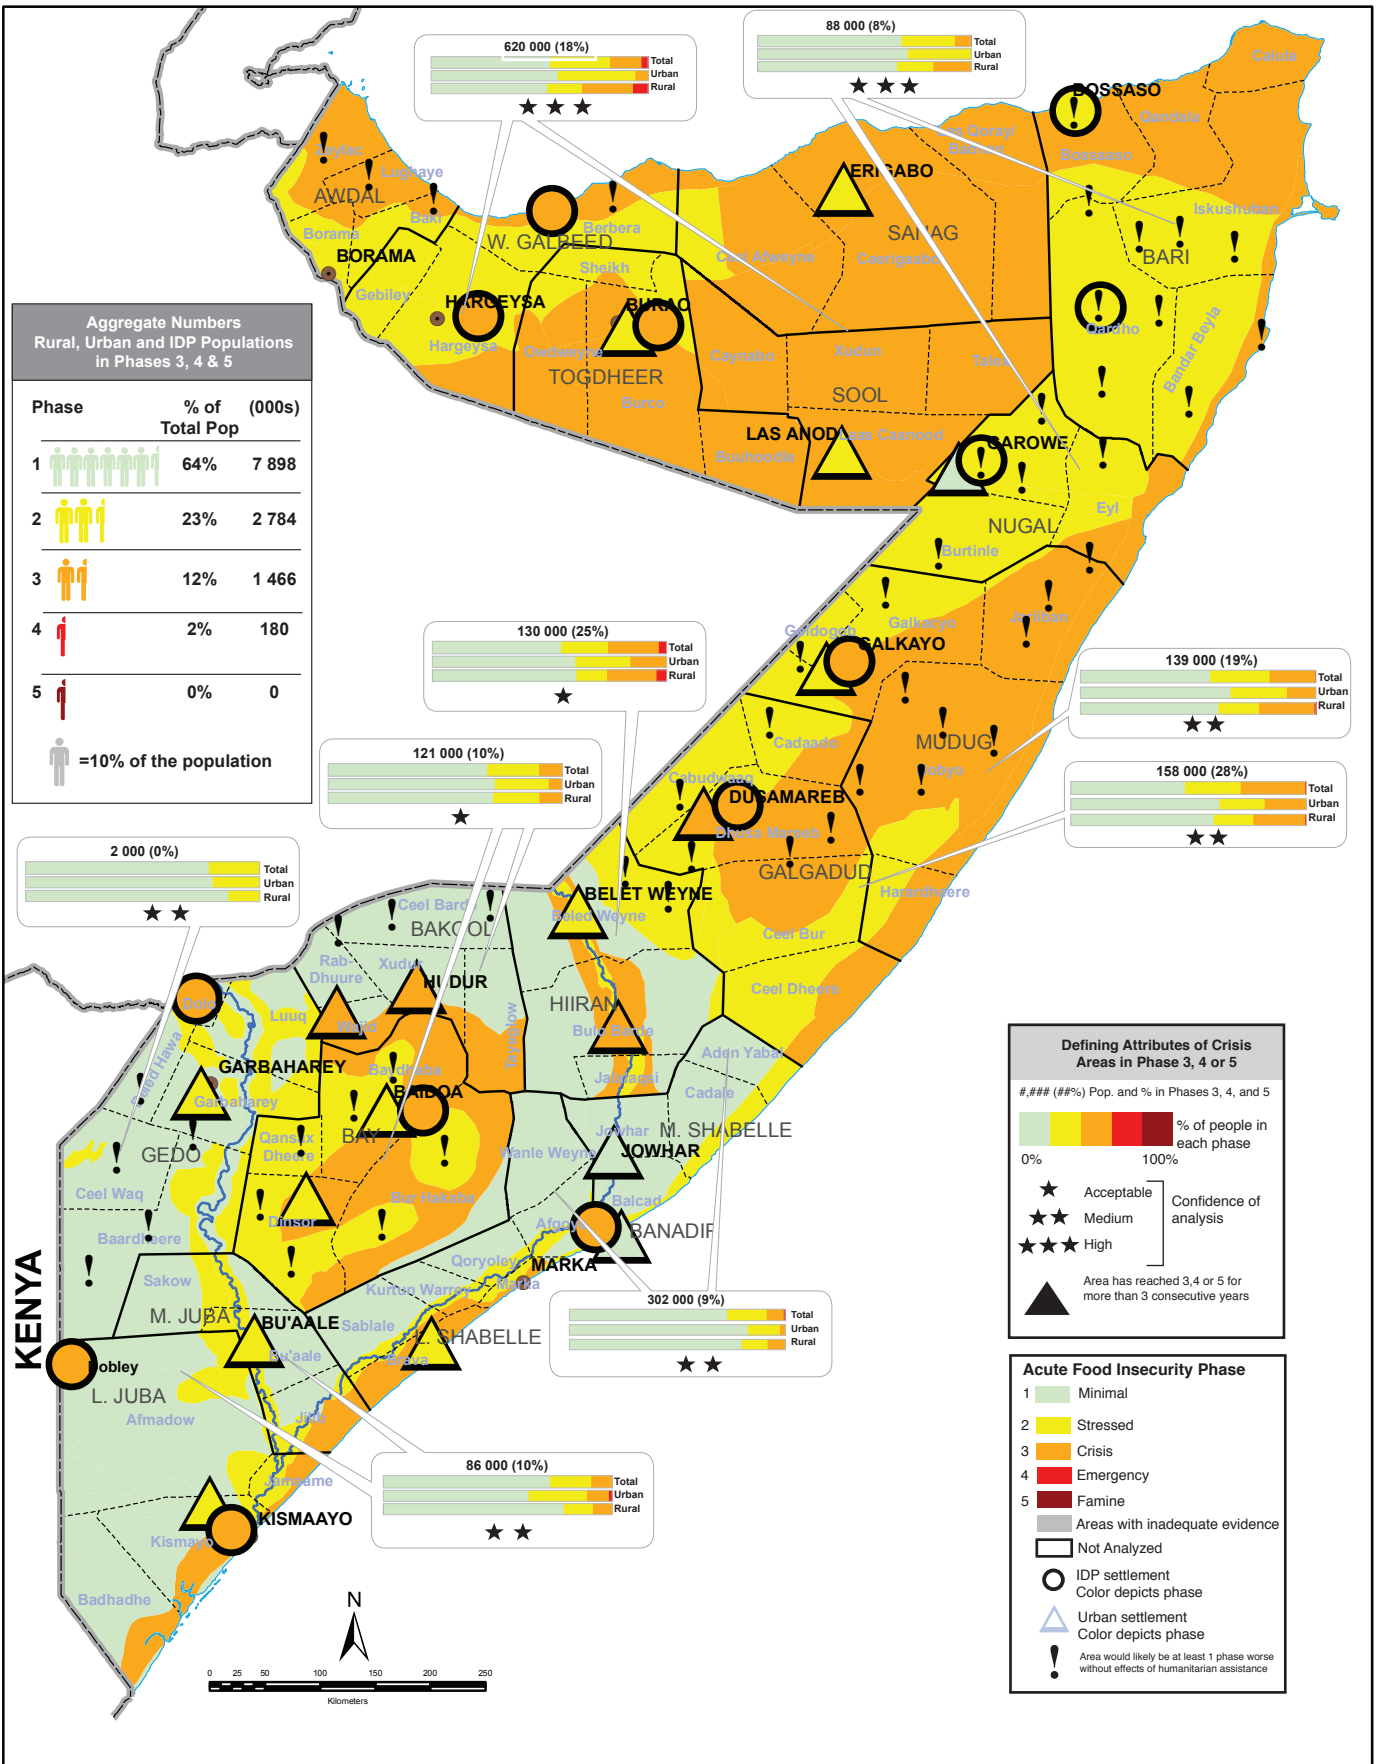 620 000 (18%)
Total
Urban
Rural
88 000 (8%)
Total
Urban
Rural
Calula
BOSSASO
Qandala
Bossaaso
Zeylac
Lughaye
AWDAL
Baki
Borama
BORAMA
Gebiley
W. GALBEED
Berbera
Sheikh
HARGEYSA
Hargeysa
BURAO
Owdweyne
TOGDHEER
Burco
ERIGABO
SANAG
Ceel Afweyne
Ceerigaabo
Iskushuban
BARI
Qardho
Bandar Beyla
Caynabo
Xudun
Talex
SOOL
LAS ANOD
Laas Caanood
Buuhoodle
GAROWE
NUGAL
Eyl
Burtinle
Aggregate Numbers
Rural, Urban and IDP Populations
in Phases 3, 4 & 5
Phase
% of
Total Pop
(000s)
1 64% 7 898
2 23% 2 784
3 12% 1 466
4 2% 180
5 0% 0
=10% of the population
130 000 (25%)
Total
Urban
Rural
121 000 (10%)
Total
Urban
Rural
2 000 (0%)
Total
Urban
Rural
Goldogob
Galkacyo
GALKAYO
Jariiban
139 000 (19%)
Total
Urban
Rural
MUDUG
Hobyo
Cadaado
Cabudwaaq
DUSAMAREB
Dhusa Mareeb
158 000 (28%)
Total
Urban
Rural
GALGADUD
Harardheere
Ceel Bur
Ceel Dheere
BELET WEYNE
Beled Weyne
HIIRAN
Bulo Barde
Jalalaqsi
Ceel Barde
BAKOOL
Rab-
Dhuure
Xudur
HUDUR
Wajid
Tayeeglow
Dolo
Luuq
Beled Hawa
GARBAHAREY
Garbaharey
GEDO
Ceel Waq
Baardheere
Baydhaba
BAIDOA
BAY
Qansax
Dheere
Dinsor
Bur Hakaba
Aden Yabal
Cadale
M. SHABELLE
Jowhar
JOWHAR
Wanle Weyne
Balcad
Afgoye
BANADIR
MARKA
Marka
Qoryoley
Kurtun Warrey
Sablale
L. SHABELLE
Brava
302 000 (9%)
Total
Urban
Rural
KENYA
Sakow
M. JUBA
BU'AALE
Bu'aale
Dobley
L. JUBA
Afmadow
Jilib
Jamaame
KISMAAYO
Kismayo
Badhadhe
86 000 (10%)
Total
Urban
Rural
N
0 25 50 100 150 200 250
Kilometers
Defining Attributes of Crisis
Areas in Phase 3, 4 or 5
#,### (##%) Pop. and % in Phases 3, 4, and 5
% of people in
each phase
0% 100%
Acceptable
Medium
High
Confidence of
analysis
Area has reached 3,4 or 5 for
more than 3 consecutive years
Acute Food Insecurity Phase
1 Minimal
2 Stressed
3 Crisis
4 Emergency
5 Famine
Areas with inadequate evidence
Not Analyzed
IDP settlement
Color depicts phase
Urban settlement
Color depicts phase
Area would likely be at least 1 phase worse
without effects of humanitarian assistance